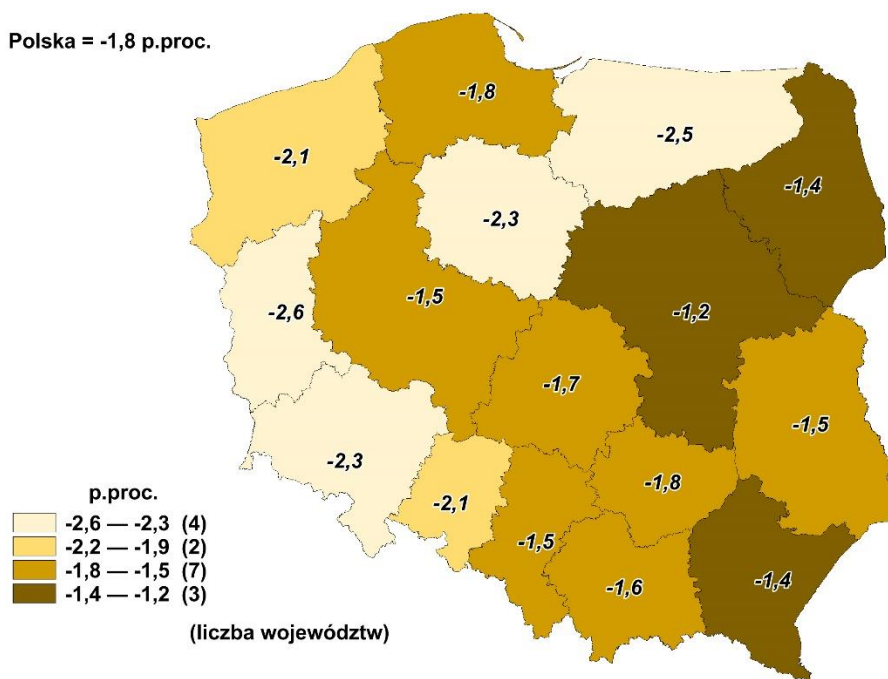 Polska = -1,8 p.proc.
-1,8
-2,5
-2,1
-1,4
-2,3
-1,5
-2,6
-1,2
-1,7
-1,5
-2,3
-1,8
-2,1
-1,5
-1,6
-1,4
p.proc.
-2,6 — -2,3 (4)
-2,2 — -1,9 (2)
-1,8 — -1,5 (7)
-1,4 — -1,2 (3)
(liczba województw)